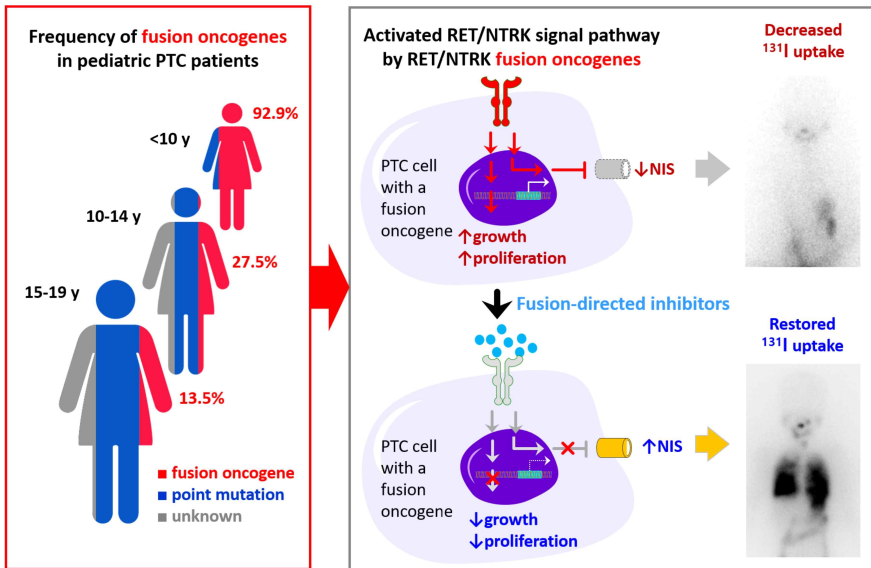 Frequency of fusion oncogenes
in pediatric PTC patients
92.9%
<10 y
10-14 y
27.5%
15-19 y
13.5%
fusion oncogene
point mutation
unknown
Activated RET/NTRK signal pathway
by RET/NTRK fusion oncogenes
PTC cell
with a
fusion
oncogene
↓NIS
↑growth
↑proliferation
Decreased
¹³¹I uptake
Fusion-directed inhibitors
PTC cell
with a
fusion
oncogene
↑NIS
↓growth
↓proliferation
Restored
¹³¹I uptake